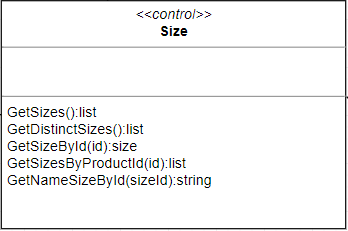 <<control>>
Size
GetSizes():list
GetDistinctSizes():list
GetSizeById(id):size
GetSizesByProductId(id):list
GetNameSizeById(sizeId):string